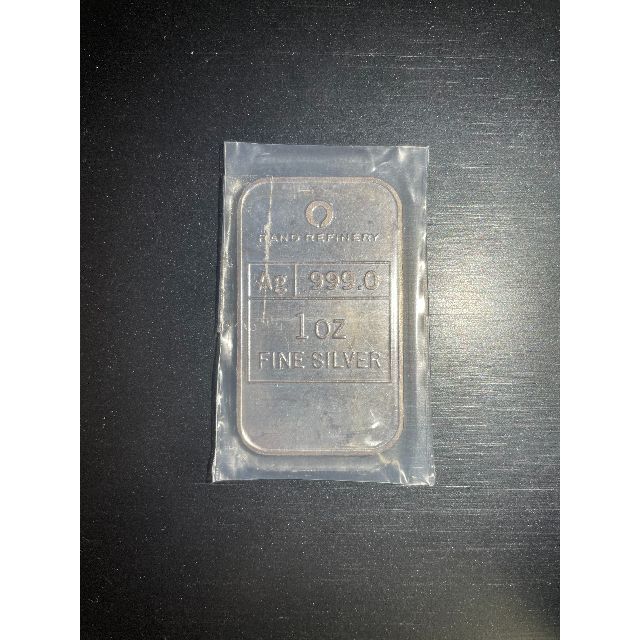 RAND REFINERY
Ag 999.0
1 oz
FINE SILVER